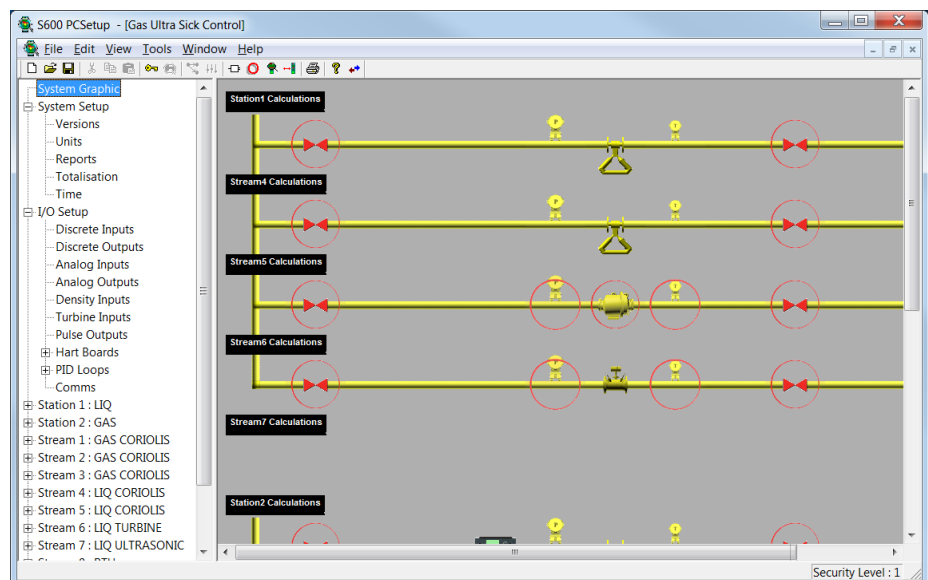 S600 PCSetup - [Gas Ultra Sick Control]
File Edit View Tools Window Help
System Graphic
System Setup
Versions
Units
Reports
Totalisation
Time
I/O Setup
Discrete Inputs
Discrete Outputs
Analog Inputs
Analog Outputs
Density Inputs
Turbine Inputs
Pulse Outputs
Hart Boards
PID Loops
Comms
Station 1 : LIQ
Station 2 : GAS
Stream 1 : GAS CORIOLIS
Stream 2 : GAS CORIOLIS
Stream 3 : GAS CORIOLIS
Stream 4 : LIQ CORIOLIS
Stream 5 : LIQ CORIOLIS
Stream 6 : LIQ TURBINE
Stream 7 : LIQ ULTRASONIC
Station1 Calculations
P T
Stream4 Calculations
P T
Stream5 Calculations
P T
Stream6 Calculations
P T
Stream7 Calculations
Station2 Calculations
P T
Security Level : 1